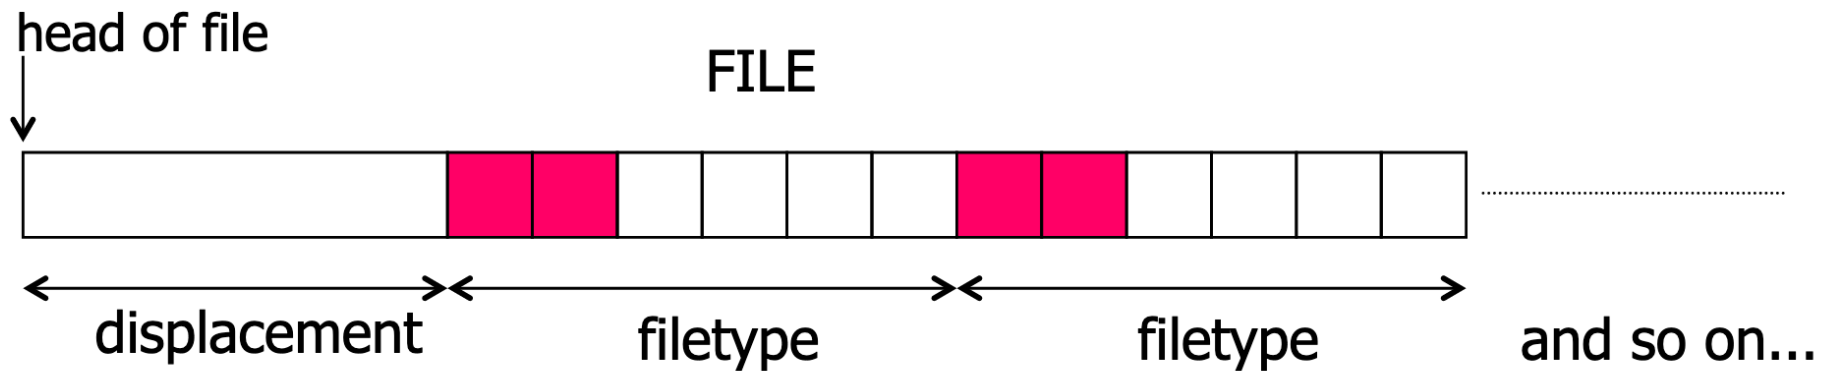 head of file
FILE
displacement
filetype
filetype
and so on...